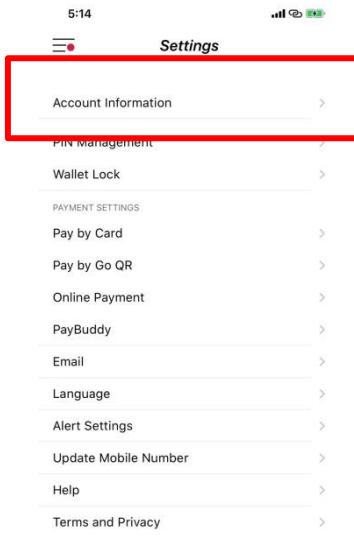 5:14
Settings
Account Information
PIN Management
Wallet Lock
PAYMENT SETTINGS
Pay by Card
Pay by Go QR
Online Payment
PayBuddy
Email
Language
Alert Settings
Update Mobile Number
Help
Terms and Privacy